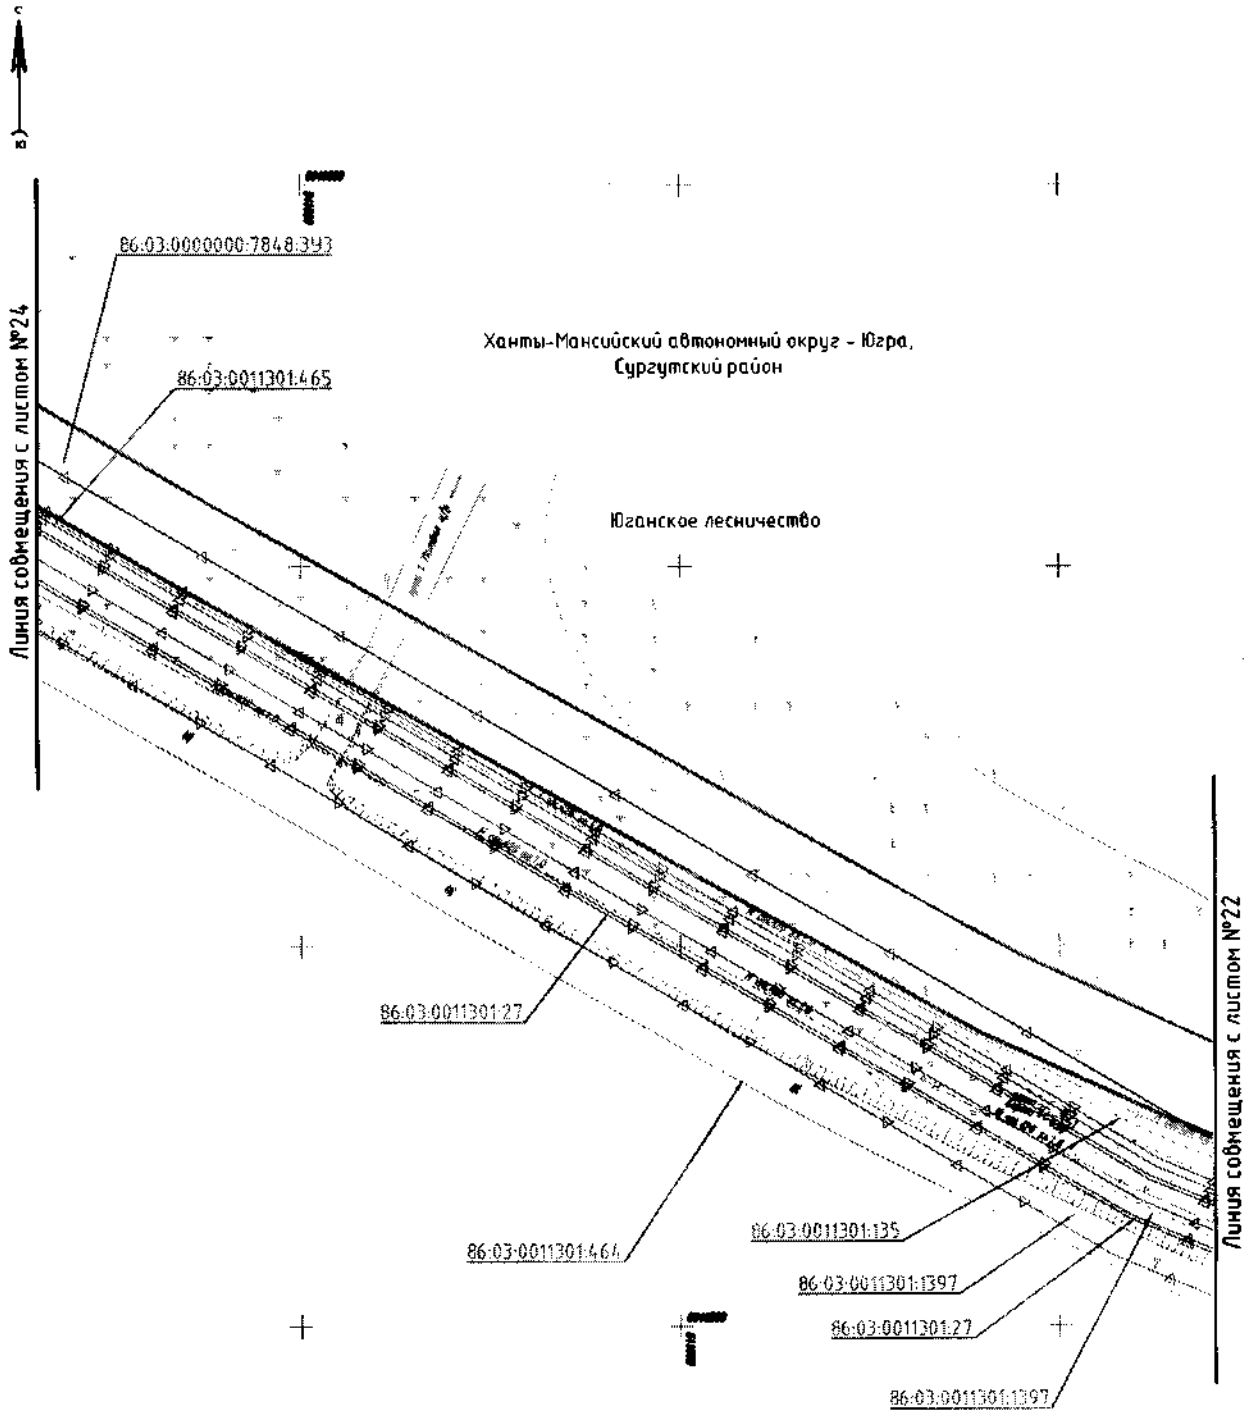 С
Ю
86:03:0000000:7848:ЗУ3
Линия совмещения с листом №24
Ханты-Мансийский автономный округ - Югра,
Сургутский район
86:03:0011301:465
Юганское лесничество
86:03:0011301:27
Линия совмещения с листом №22
86:03:0011301:135
86:03:0011301:464
86:03:0011301:1397
86:03:0011301:27
86:03:0011301:1397